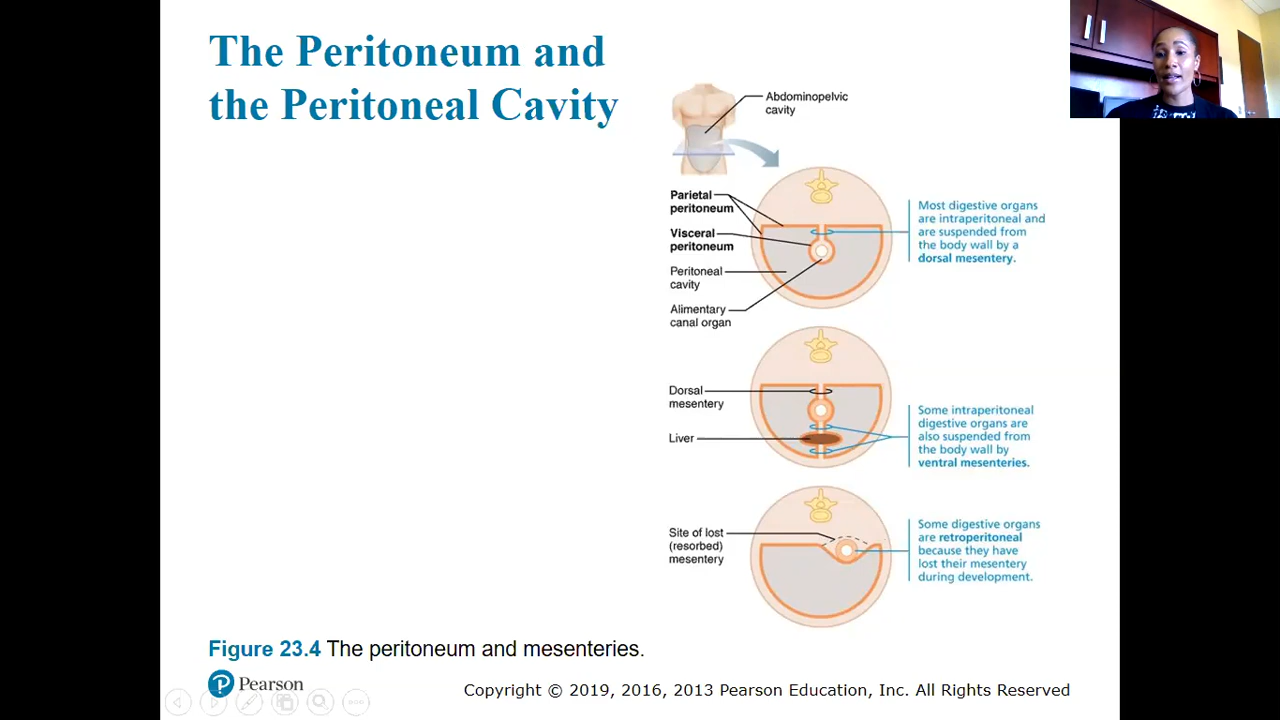 The Peritoneum and
the Peritoneal Cavity
Abdominopelvic
cavity
Parietal
peritoneum
Visceral
peritoneum
Peritoneal
cavity
Alimentary
canal organ
Most digestive organs
are intraperitoneal and
are suspended from
the body wall by a
dorsal mesentery.
Dorsal
mesentery
Liver
Some intraperitoneal
digestive organs are
also suspended from
the body wall by
ventral mesenteries.
Site of lost
(resorbed)
mesentery
Some digestive organs
are retroperitoneal
because they have
lost their mesentery
during development.
Figure 23.4 The peritoneum and mesenteries.
P Pearson
Copyright © 2019, 2016, 2013 Pearson Education, Inc. All Rights Reserved